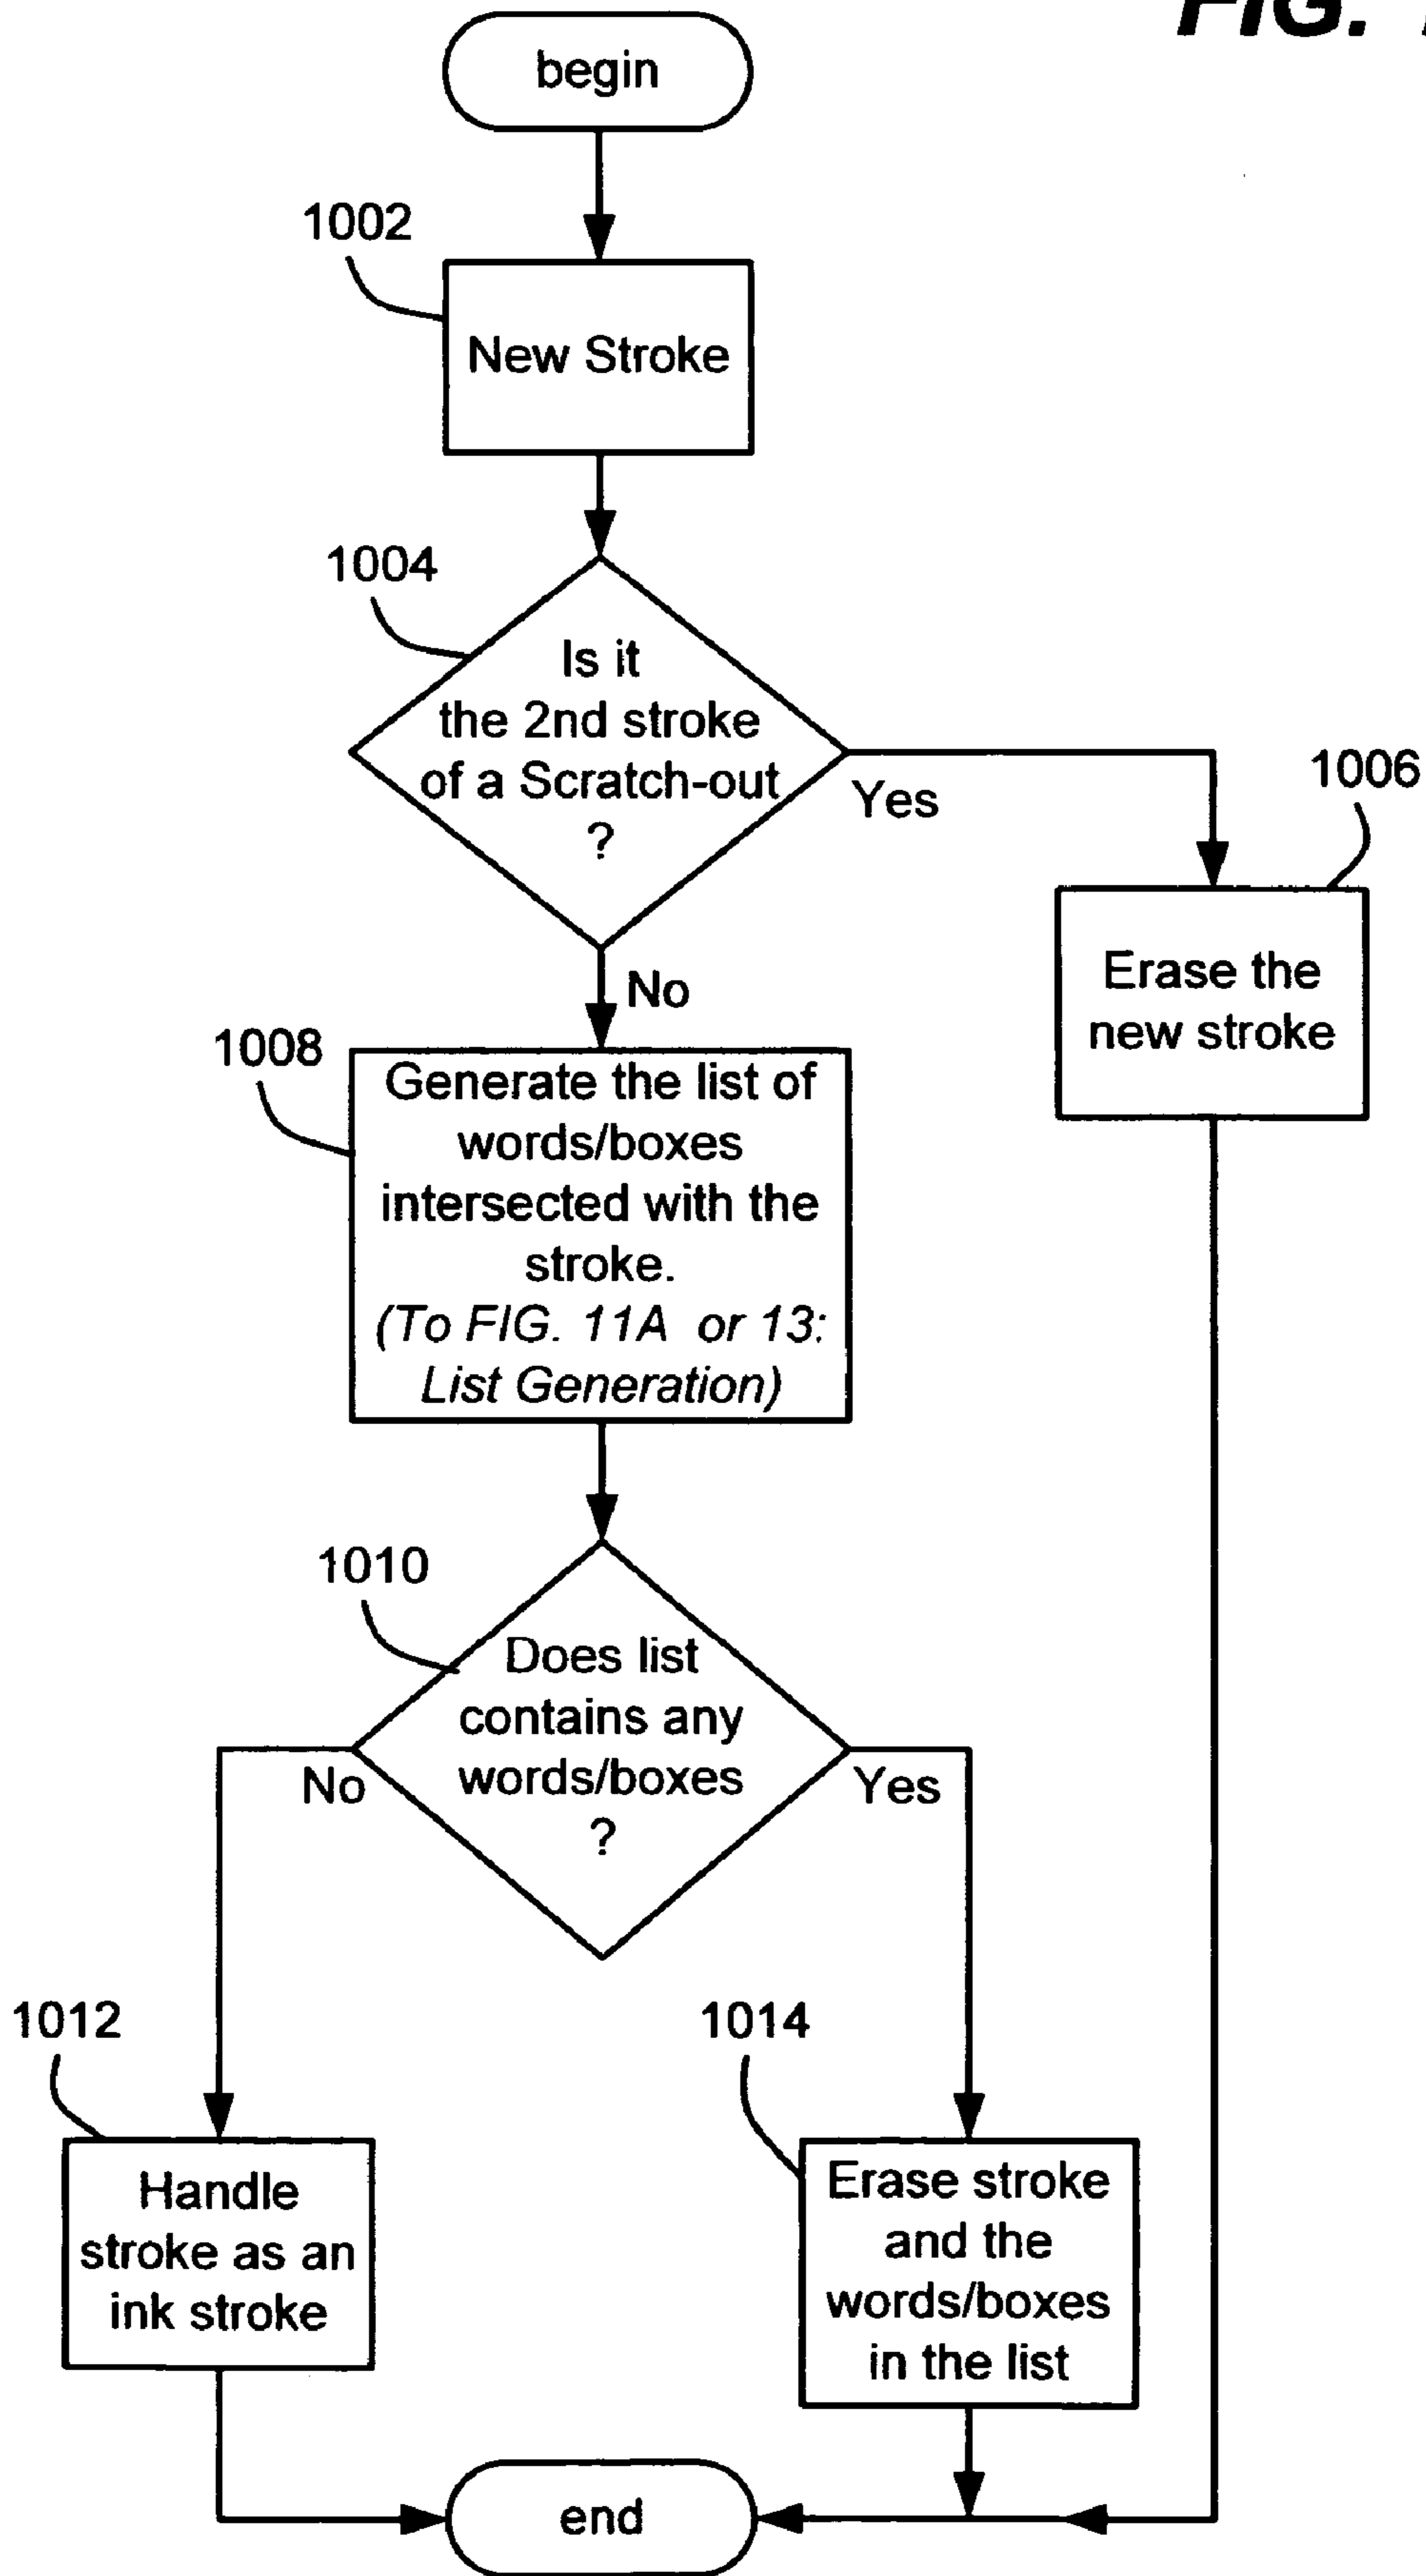 FIG.
begin
1002
New Stroke
1004
Is it
the 2nd stroke
of a Scratch-out
?
Yes
1006
Erase the
new stroke
No
1008
Generate the list of
words/boxes
intersected with the
stroke.
(To FIG. 11A or 13:
List Generation)
1010
Does list
contains any
words/boxes
?
No
Yes
1012
Handle
stroke as an
ink stroke
1014
Erase stroke
and the
words/boxes
in the list
end